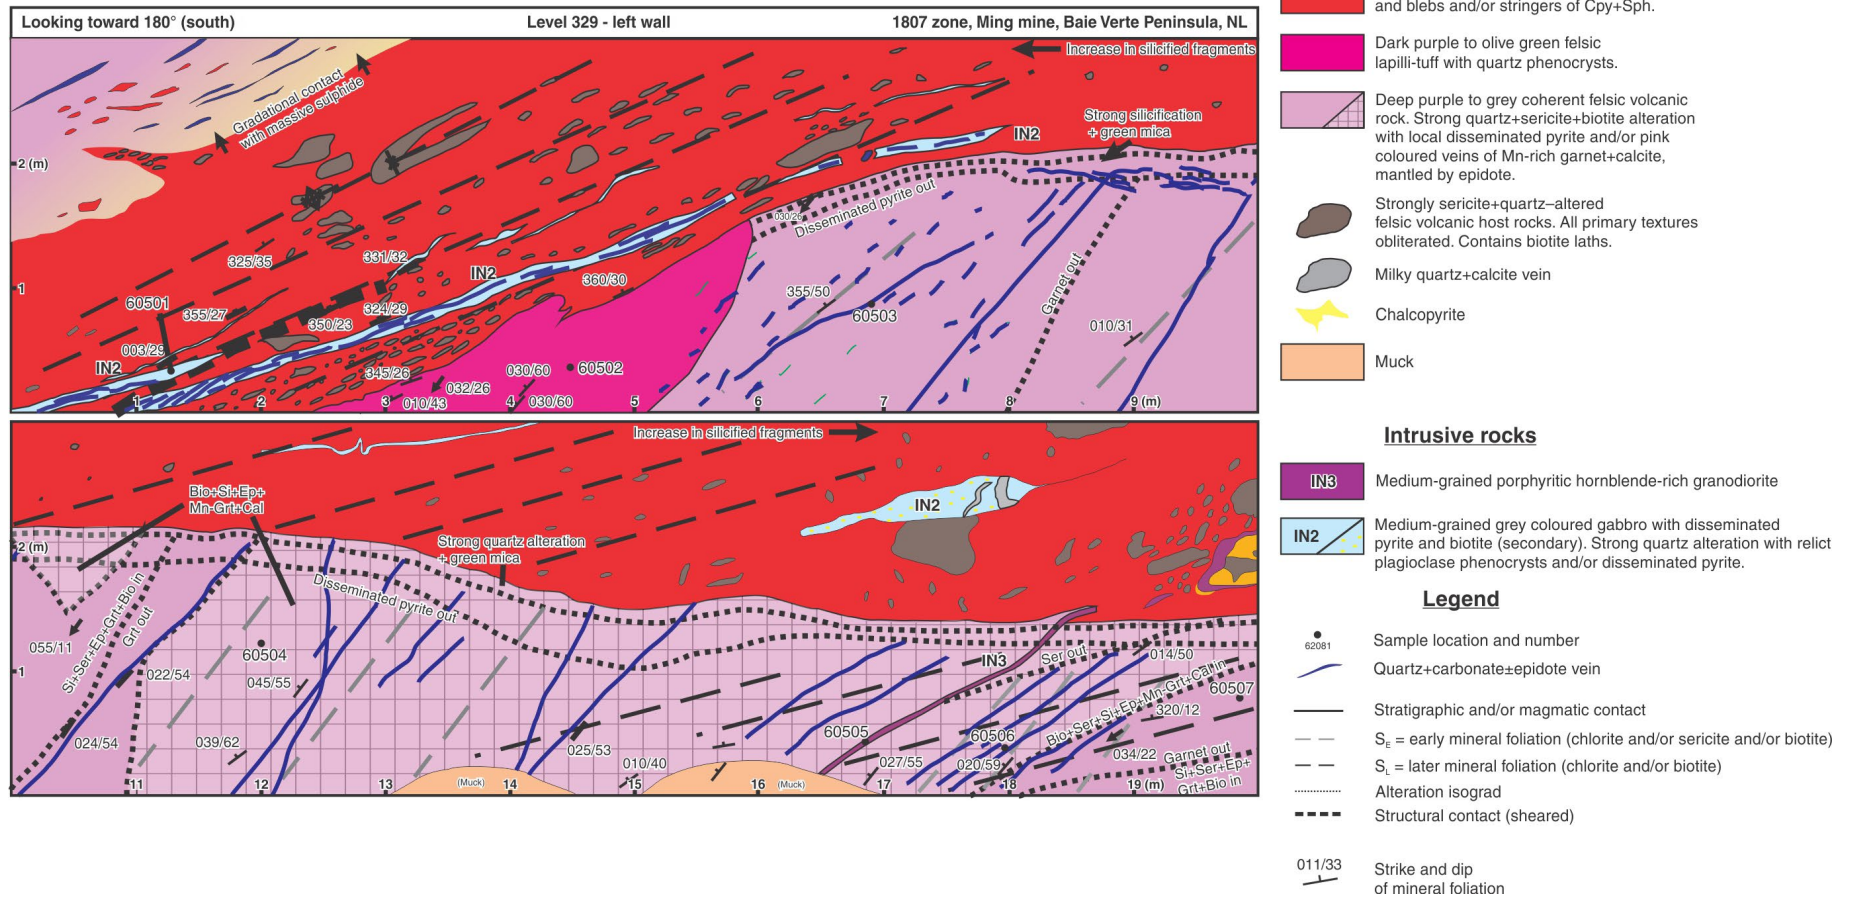 Looking toward 180° (south)
Level 329 - left wall
1807 zone, Ming mine, Baie Verte Peninsula, NL
Increase in silicified fragments
Gradational contact
with massive sulphide
Strong silicification
+ green mica
IN2
2 (m)
030/26
Disseminated pyrite out
325/35
331/32
IN2
360/30
1
60501
355/27
350/23
324/29
355/50
60503
Garnet out
010/31
003/29
IN2
345/26
032/26
030/60
60502
010/43
030/60
1
2
3
4
5
6
7
8
9 (m)
Increase in silicified fragments
Bio+Si+Ep+
Mn-Grt+Cal
IN2
2 (m)
Strong quartz alteration
+ green mica
Disseminated pyrite out
Si+Ser+Ep+Grt+Bio in
Grt out
055/11
60504
022/54
045/55
1
IN3
Ser out
014/50
Bio+Ser+Si+Ep+Mn-Grt+Cal in
60507
320/12
024/54
039/62
025/53
60505
60506
034/22
Garnet out
010/40
027/55
020/59
Si+Ser+Ep+
Grt+Bio in
(Muck)
(Muck)
11
12
13
14
15
16
17
18
19 (m)
and blebs and/or stringers of Cpy+Sph.
Dark purple to olive green felsic
lapilli-tuff with quartz phenocrysts.
Deep purple to grey coherent felsic volcanic
rock. Strong quartz+sericite+biotite alteration
with local disseminated pyrite and/or pink
coloured veins of Mn-rich garnet+calcite,
mantled by epidote.
Strongly sericite+quartz–altered
felsic volcanic host rocks. All primary textures
obliterated. Contains biotite laths.
Milky quartz+calcite vein
Chalcopyrite
Muck
Intrusive rocks
IN3
Medium-grained porphyritic hornblende-rich granodiorite
IN2
Medium-grained grey coloured gabbro with disseminated
pyrite and biotite (secondary). Strong quartz alteration with relict
plagioclase phenocrysts and/or disseminated pyrite.
Legend
Sample location and number
62081
Quartz+carbonate±epidote vein
Stratigraphic and/or magmatic contact
SE = early mineral foliation (chlorite and/or sericite and/or biotite)
SL = later mineral foliation (chlorite and/or biotite)
Alteration isograd
Structural contact (sheared)
011/33
Strike and dip
of mineral foliation